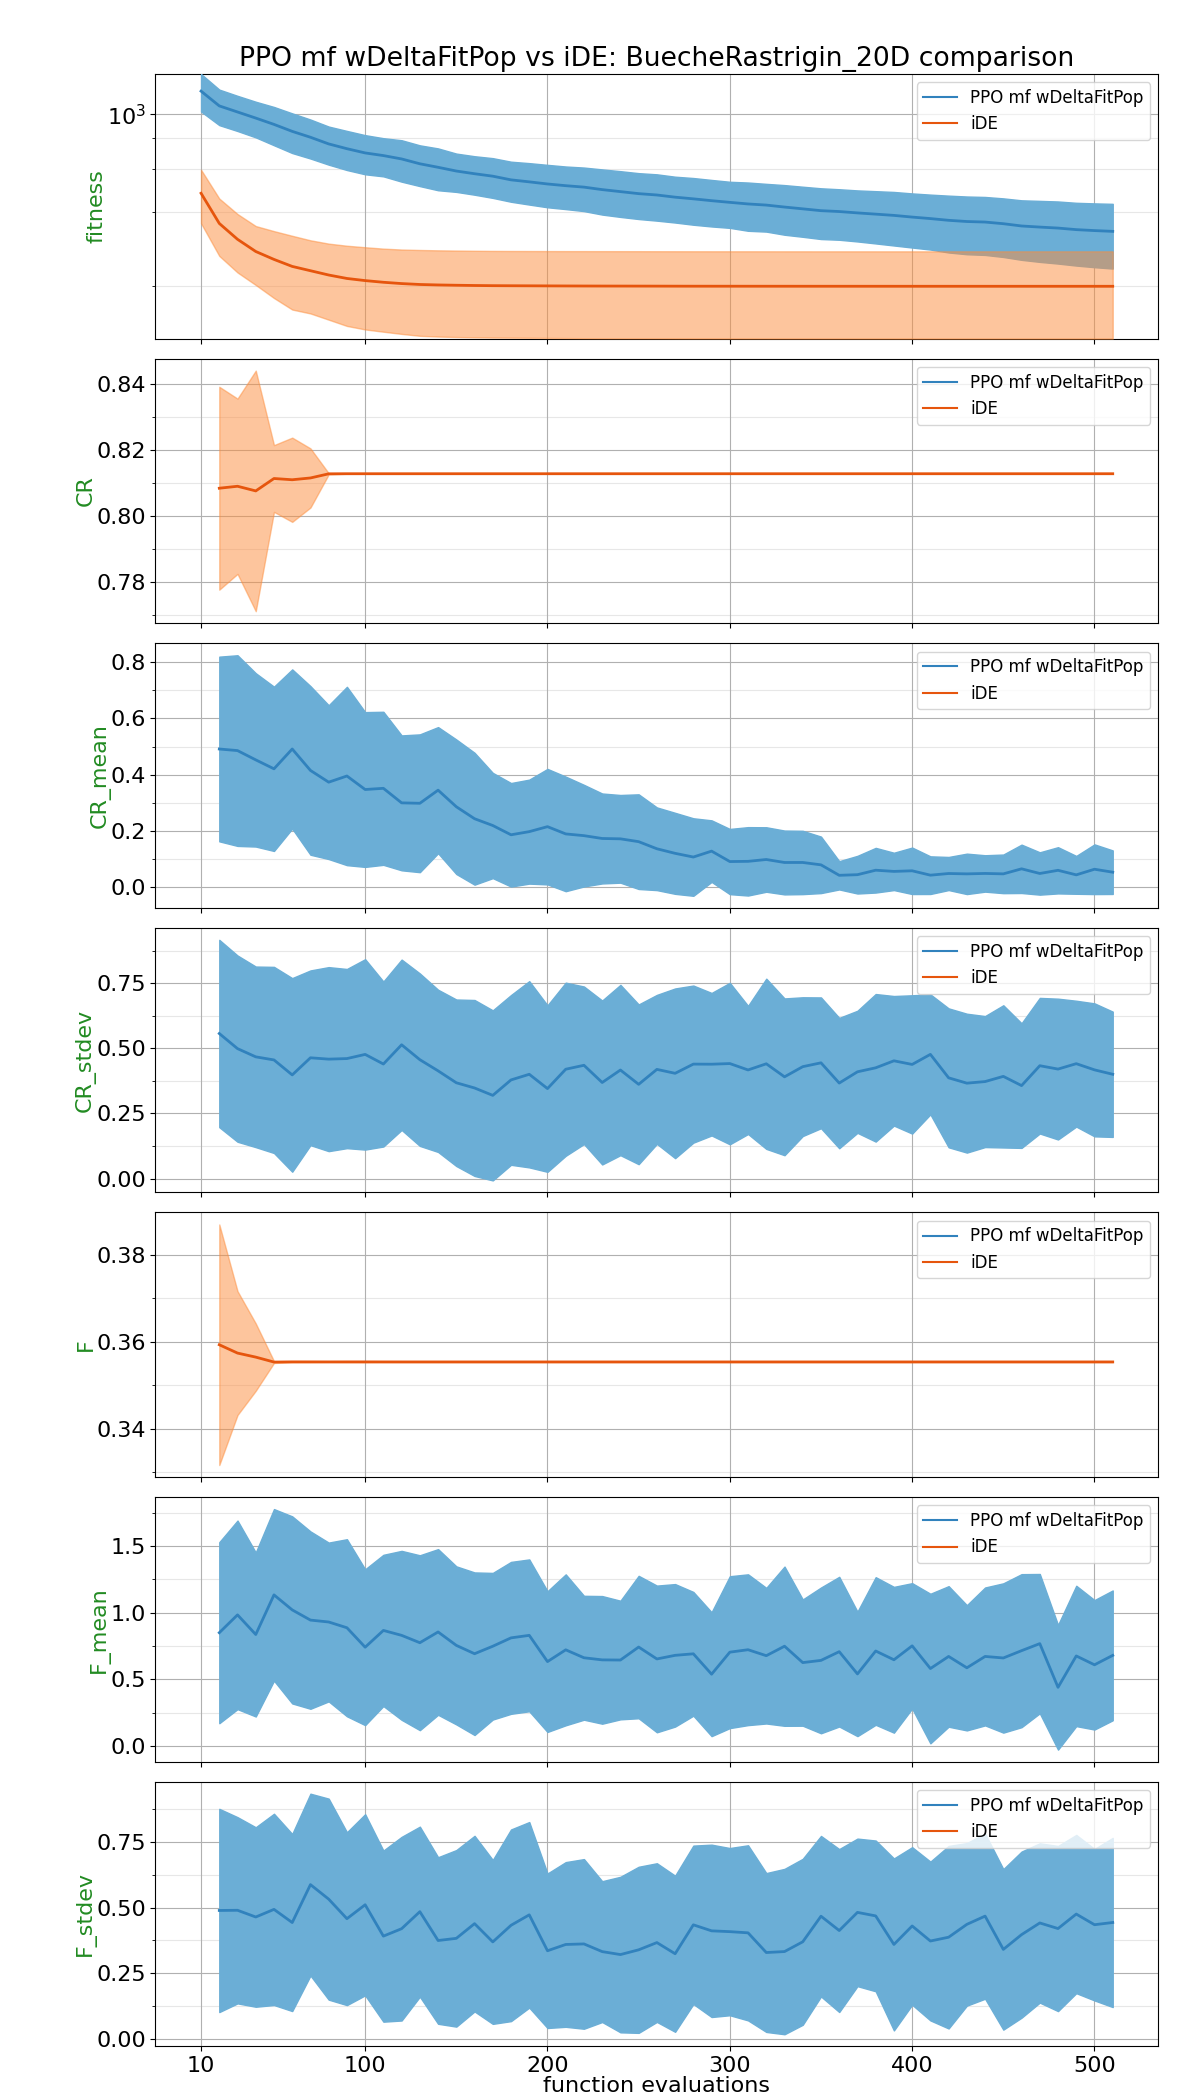 PPO mf wDeltaFitPop vs iDE: BuecheRastrigin_20D comparison
fitness
10³
PPO mf wDeltaFitPop
iDE
CR
0.84
0.82
0.80
0.78
PPO mf wDeltaFitPop
iDE
CR_mean
0.8
0.6
0.4
0.2
0.0
PPO mf wDeltaFitPop
iDE
CR_stdev
0.75
0.50
0.25
0.00
PPO mf wDeltaFitPop
iDE
F
0.38
0.36
0.34
PPO mf wDeltaFitPop
iDE
F_mean
1.5
1.0
0.5
0.0
PPO mf wDeltaFitPop
iDE
F_stdev
0.75
0.50
0.25
0.00
PPO mf wDeltaFitPop
iDE
10 100 200 300 400 500
function evaluations